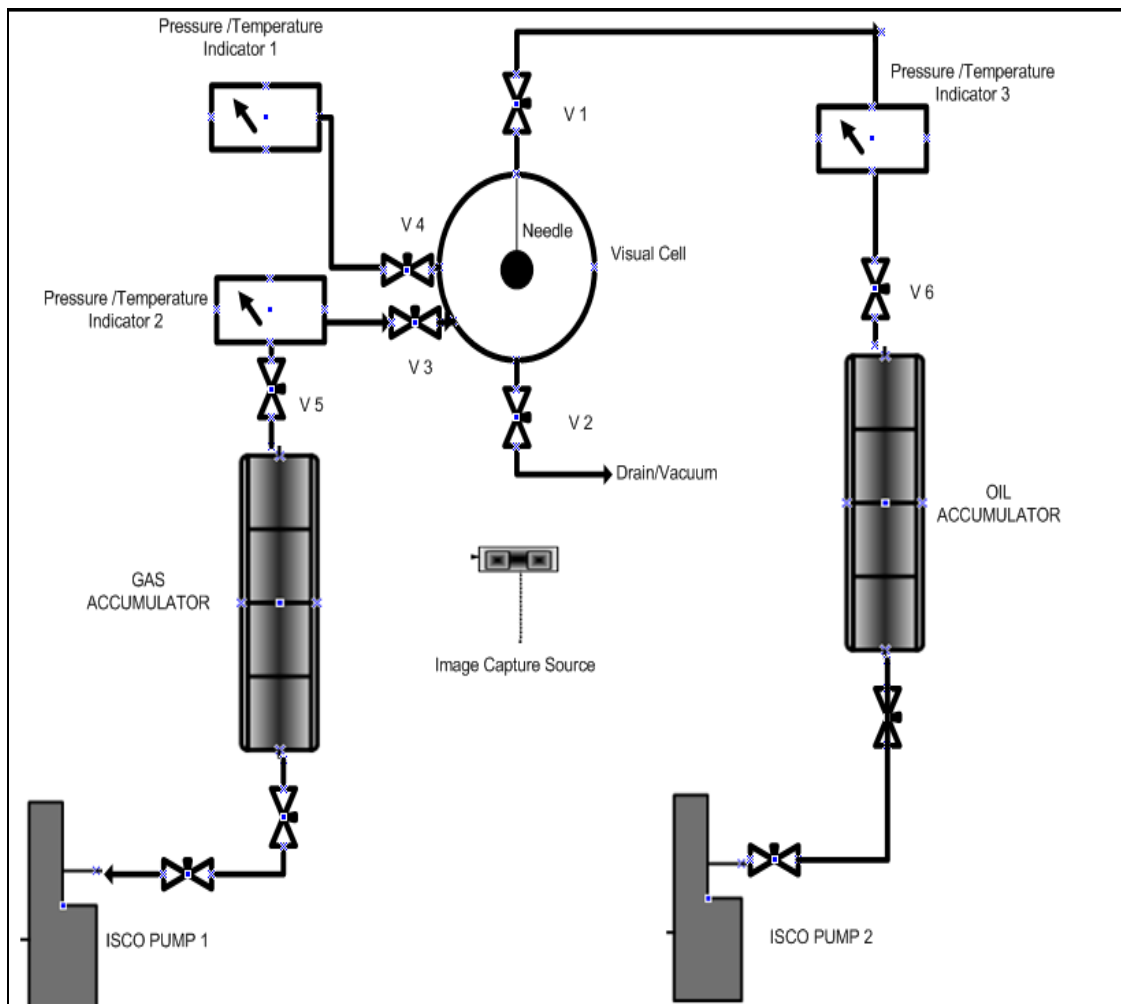 Pressure /Temperature
Indicator 1
Pressure /Temperature
Indicator 3
V 1
V 4
Needle
Visual Cell
Pressure /Temperature
Indicator 2
V 6
V 3
V 5
V 2
Drain/Vacuum
OIL
ACCUMULATOR
GAS
ACCUMULATOR
Image Capture Source
ISCO PUMP 1
ISCO PUMP 2